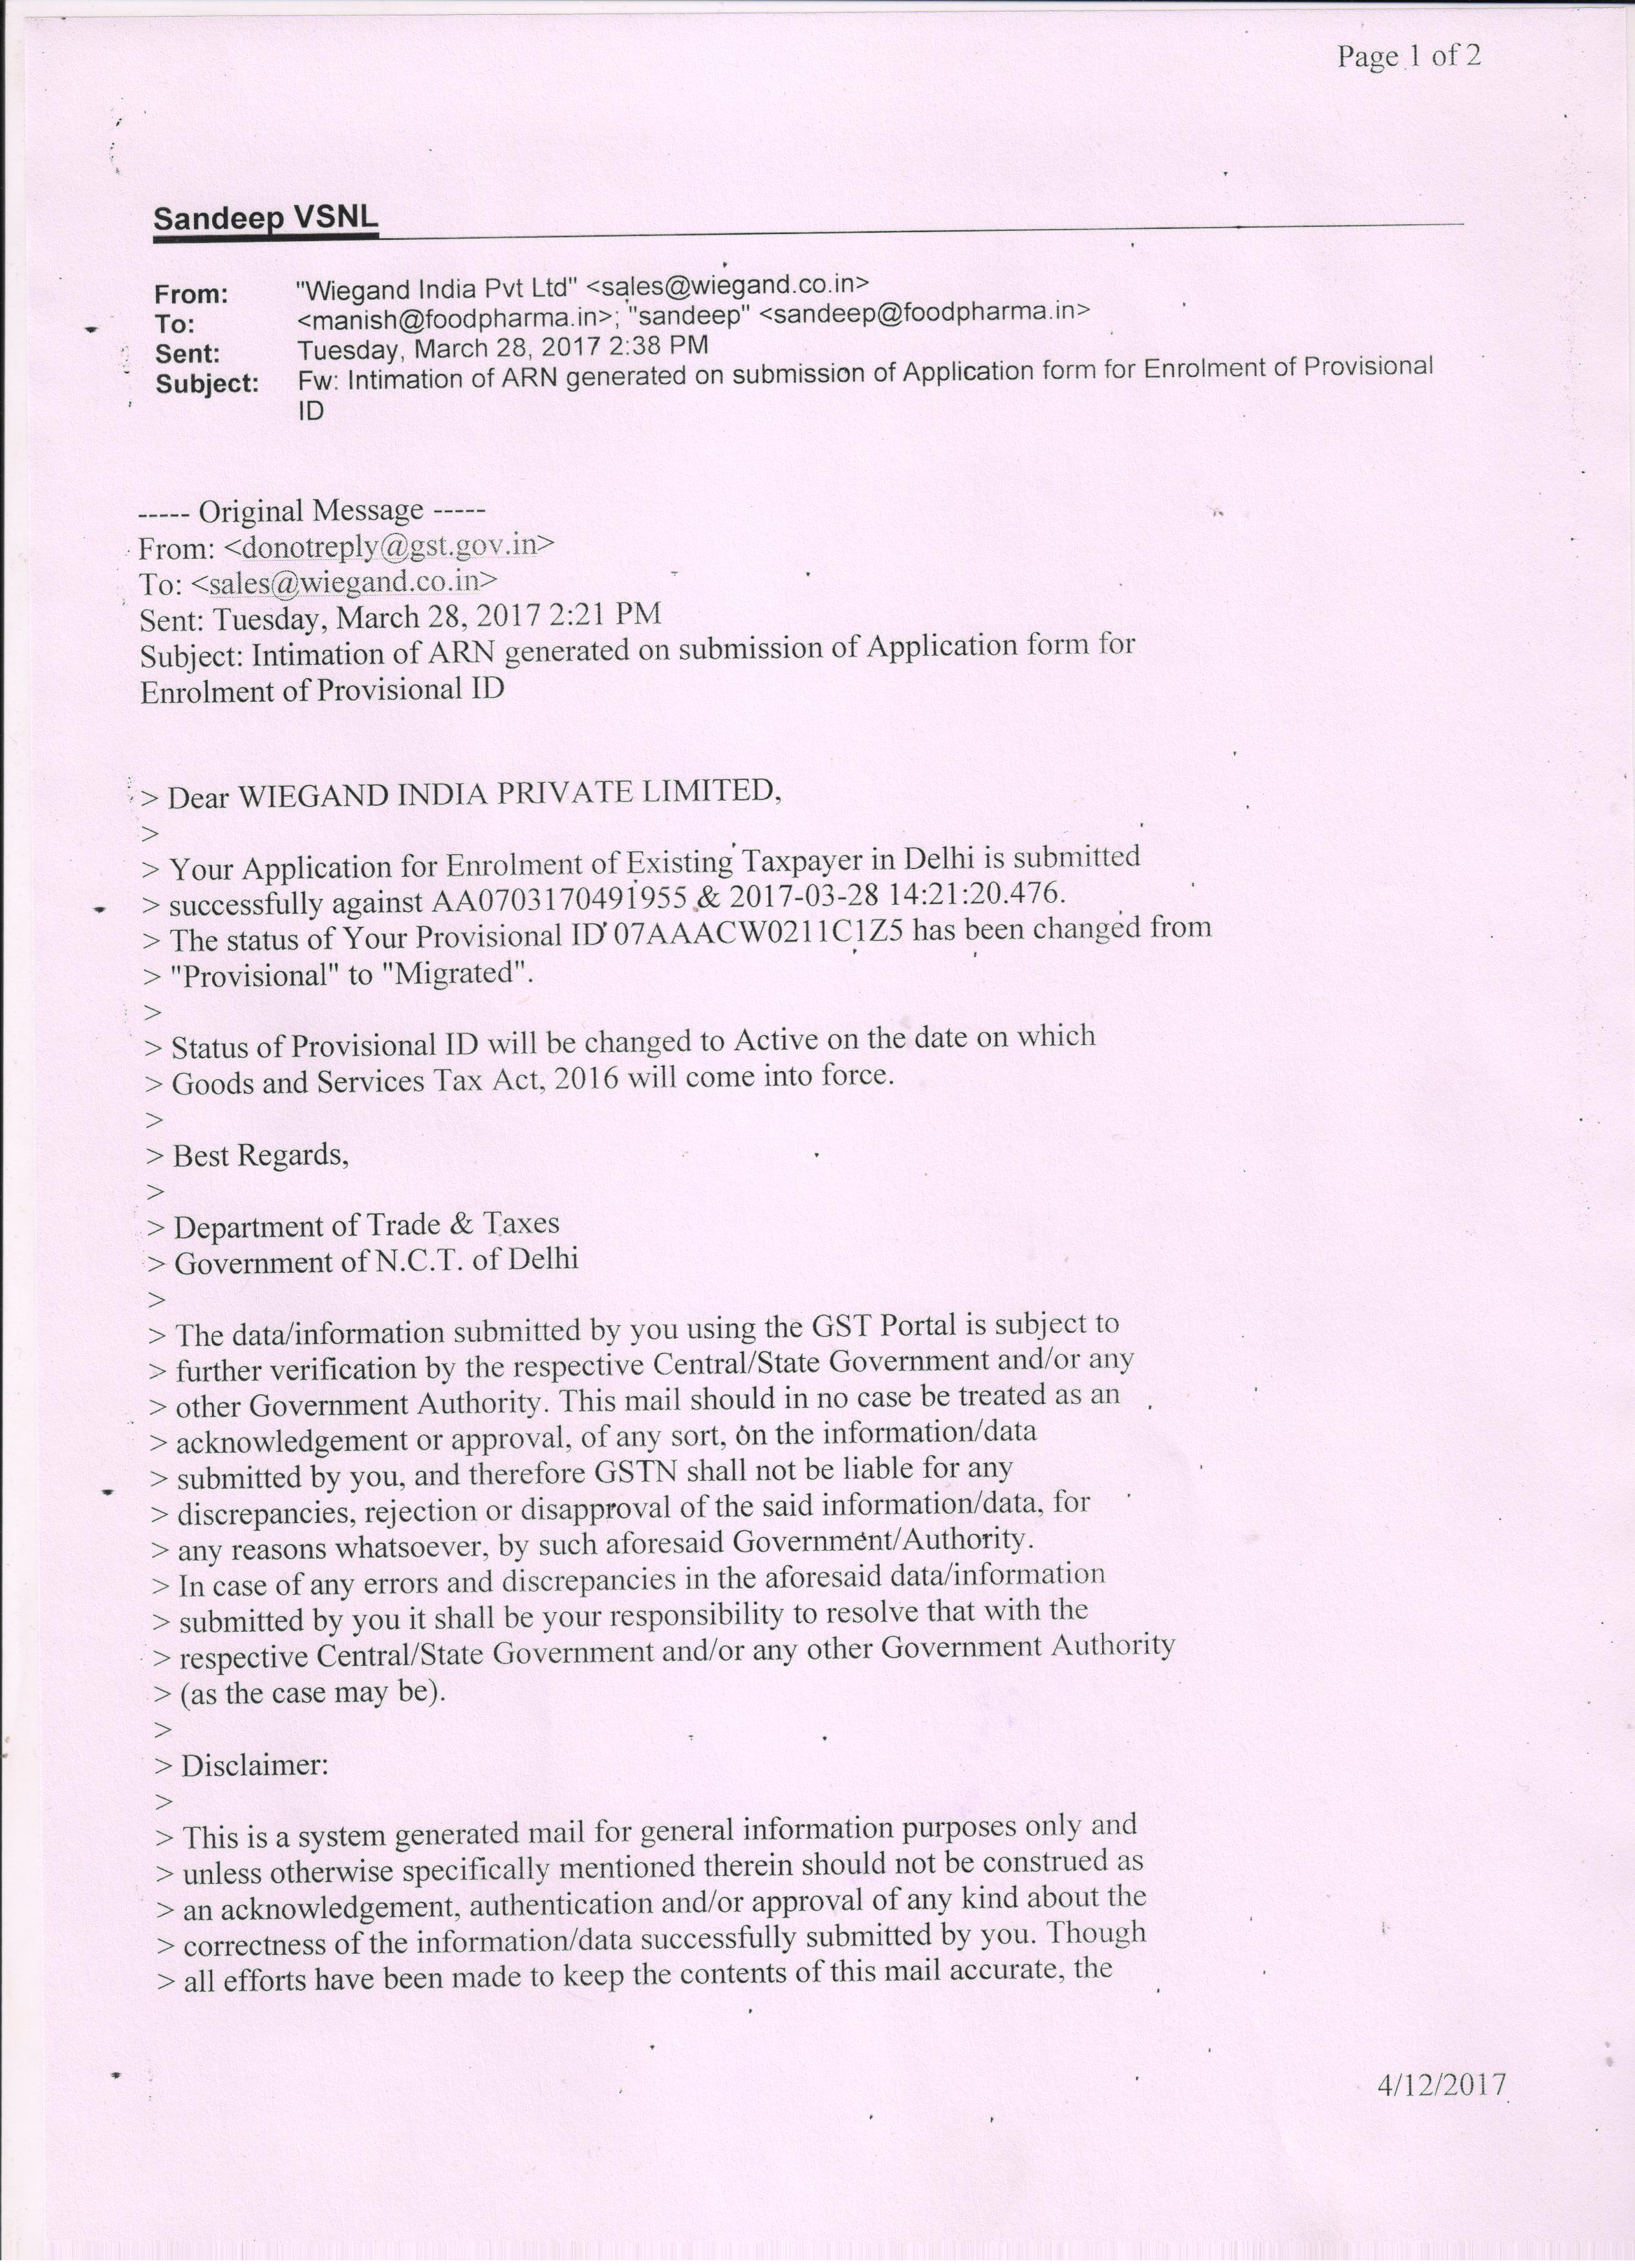 Page 1 of 2
Sandeep VSNL
From: "Wiegand India Pvt Ltd" <sales@wiegand.co.in>
To: <manish@foodpharma.in>; "sandeep" <sandeep@foodpharma.in>
Sent: Tuesday, March 28, 2017 2:38 PM
Subject: Fw: Intimation of ARN generated on submission of Application form for Enrolment of Provisional
ID
----- Original Message -----
From: <donotreply@gst.gov.in>
To: <sales@wiegand.co.in>
Sent: Tuesday, March 28, 2017 2:21 PM
Subject: Intimation of ARN generated on submission of Application form for
Enrolment of Provisional ID
> Dear WIEGAND INDIA PRIVATE LIMITED,
>
> Your Application for Enrolment of Existing Taxpayer in Delhi is submitted
> successfully against AA0703170491955 & 2017-03-28 14:21:20.476.
> The status of Your Provisional ID 07AAACW0211C1Z5 has been changed from
> "Provisional" to "Migrated".
>
> Status of Provisional ID will be changed to Active on the date on which
> Goods and Services Tax Act, 2016 will come into force.
>
> Best Regards,
>
> Department of Trade & Taxes
> Government of N.C.T. of Delhi
>
> The data/information submitted by you using the GST Portal is subject to
> further verification by the respective Central/State Government and/or any
> other Government Authority. This mail should in no case be treated as an
> acknowledgement or approval, of any sort, on the information/data
> submitted by you, and therefore GSTN shall not be liable for any
> discrepancies, rejection or disapproval of the said information/data, for
> any reasons whatsoever, by such aforesaid Government/Authority.
> In case of any errors and discrepancies in the aforesaid data/information
> submitted by you it shall be your responsibility to resolve that with the
> respective Central/State Government and/or any other Government Authority
> (as the case may be).
>
> Disclaimer:
>
> This is a system generated mail for general information purposes only and
> unless otherwise specifically mentioned therein should not be construed as
> an acknowledgement, authentication and/or approval of any kind about the
> correctness of the information/data successfully submitted by you. Though
> all efforts have been made to keep the contents of this mail accurate, the
4/12/2017